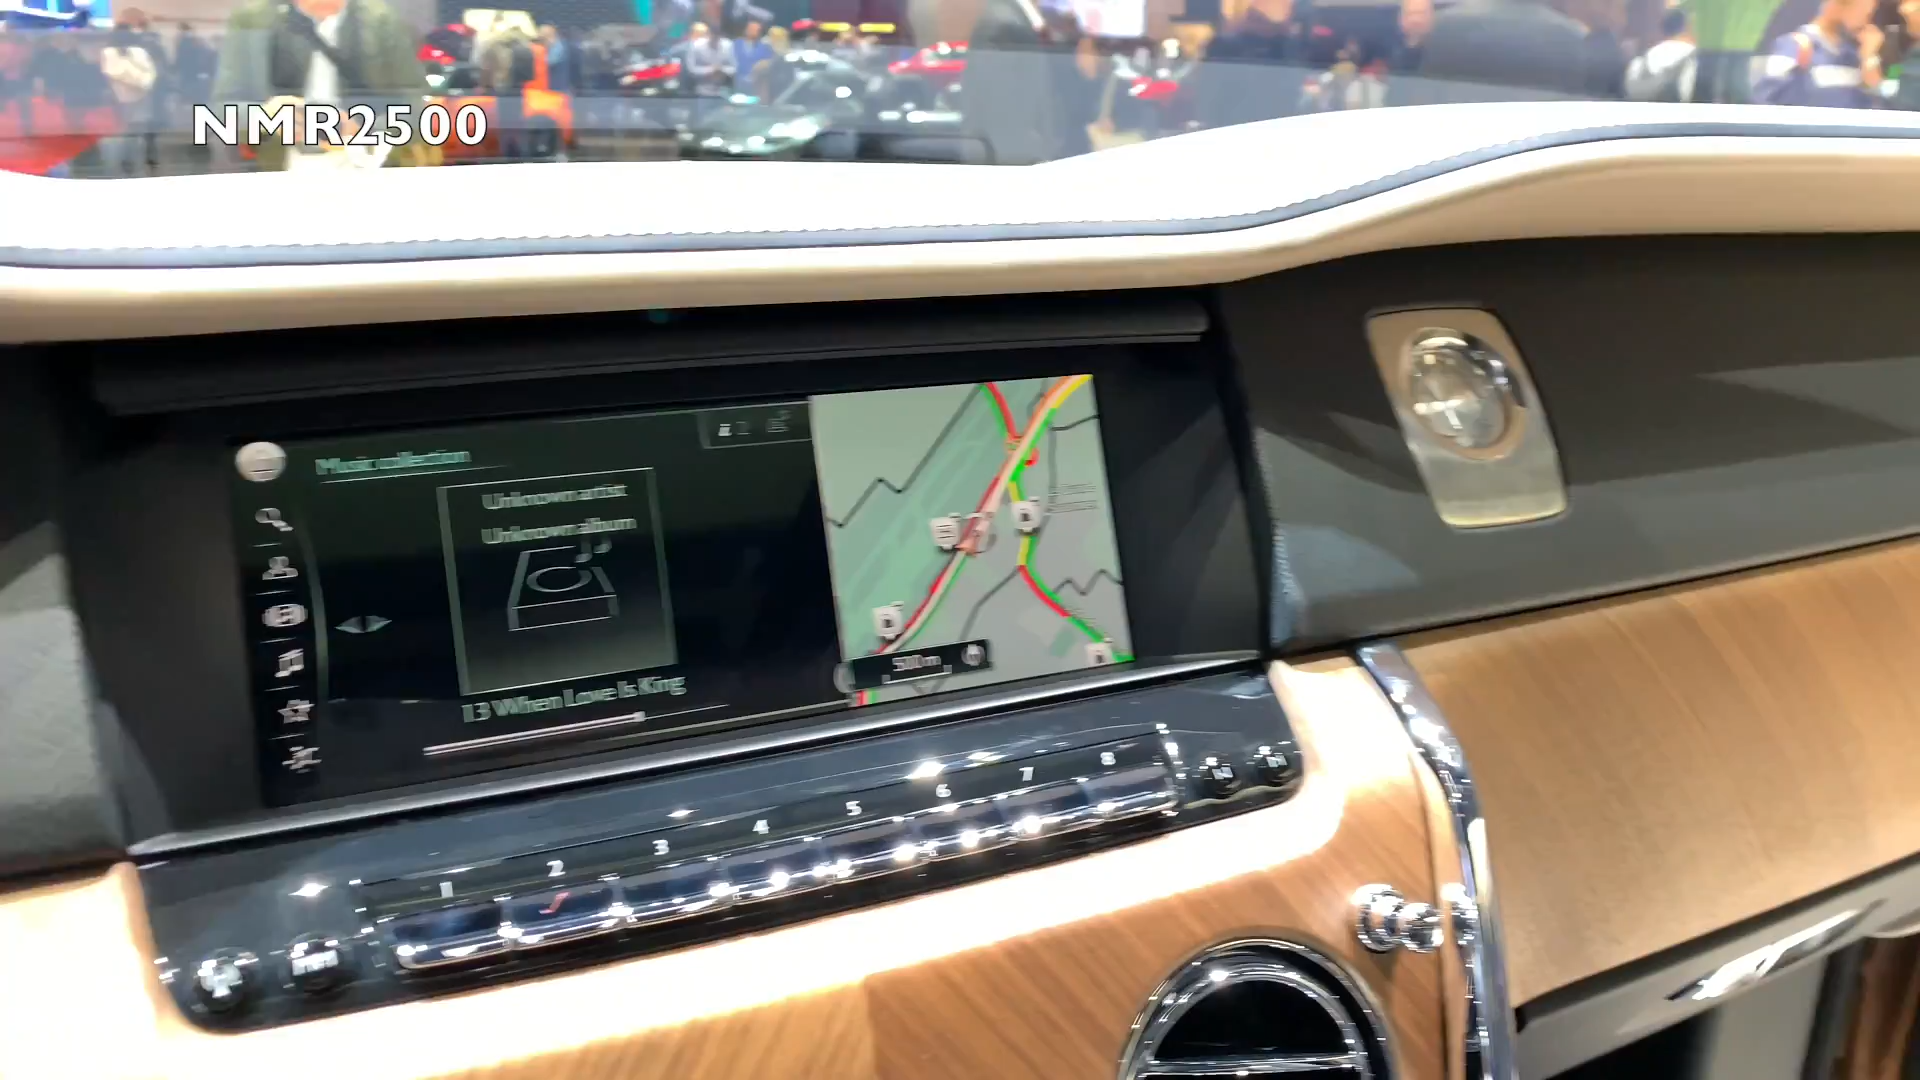 NMR2500
Music collection
Unknown artist
Unknown album
13 When Love Is King
500 m
1 2 3 4 5 6 7 8